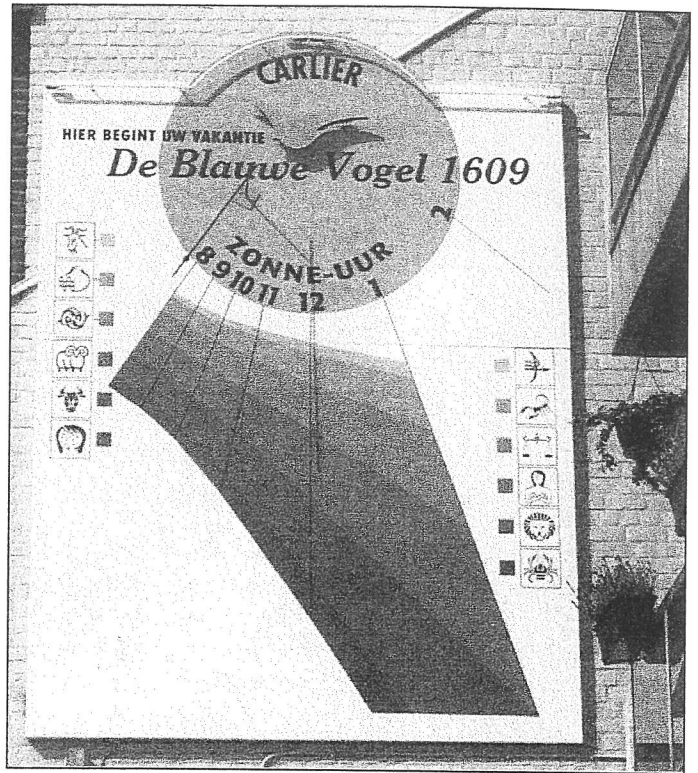 CARLIER
HIER BEGINT UW VAKANTIE
De Blauwe Vogel 1609
ZONNE-UUR
8 9 10 11 12 1 2